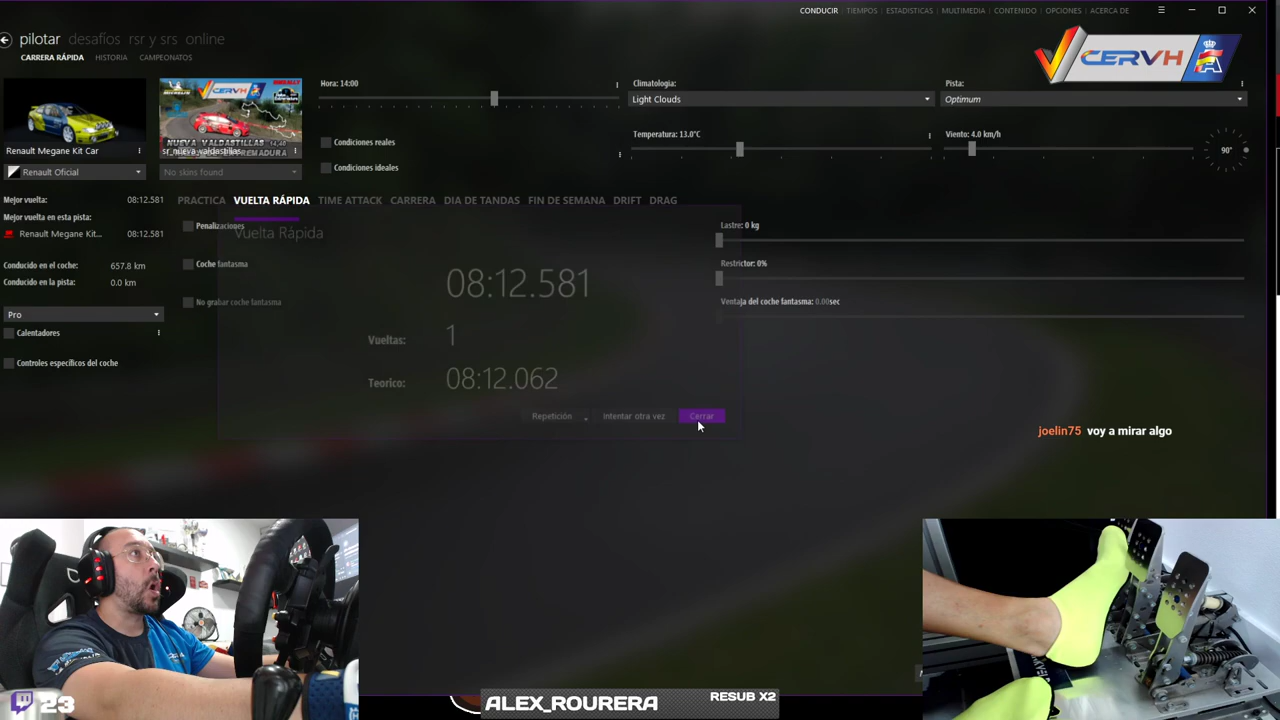 CONDUCIR TIEMPOS ESTADISTICAS MULTIMEDIA CONTENIDO OPCIONES ACERCA DE
pilotar desafíos rsr y srs online
CARRERA RÁPIDA HISTORIA CAMPEONATOS
CERVH
Renault Megane Kit Car
MICHELIN
CERVH
NUEVA VALDASTILLAS
sr_nueva_valdastillas
Renault Oficial
No skins found
Hora: 14:00
Condiciones reales
Condiciones ideales
Climatologia:
Light Clouds
Temperatura: 13.0°C
Pista:
Optimum
Viento: 4.0 km/h
90°
Mejor vuelta: 08:12.581
Mejor vuelta en esta pista:
Renault Megane Kit... 08:12.581
Conducido en el coche: 657.8 km
Conducido en la pista: 0.0 km
Pro
Calentadores
Controles específicos del coche
PRACTICA VUELTA RÁPIDA TIME ATTACK CARRERA DIA DE TANDAS FIN DE SEMANA DRIFT DRAG
Penalizaciones
Coche fantasma
No grabar coche fantasma
Vuelta Rápida
08:12.581
Vueltas: 1
Teorico: 08:12.062
Repetición Intentar otra vez Cerrar
Lastre: 0 kg
Restrictor: 0%
Ventaja del coche fantasma: 0.00sec
joelin75 voy a mirar algo
23
ALEX_ROURERA RESUB X2